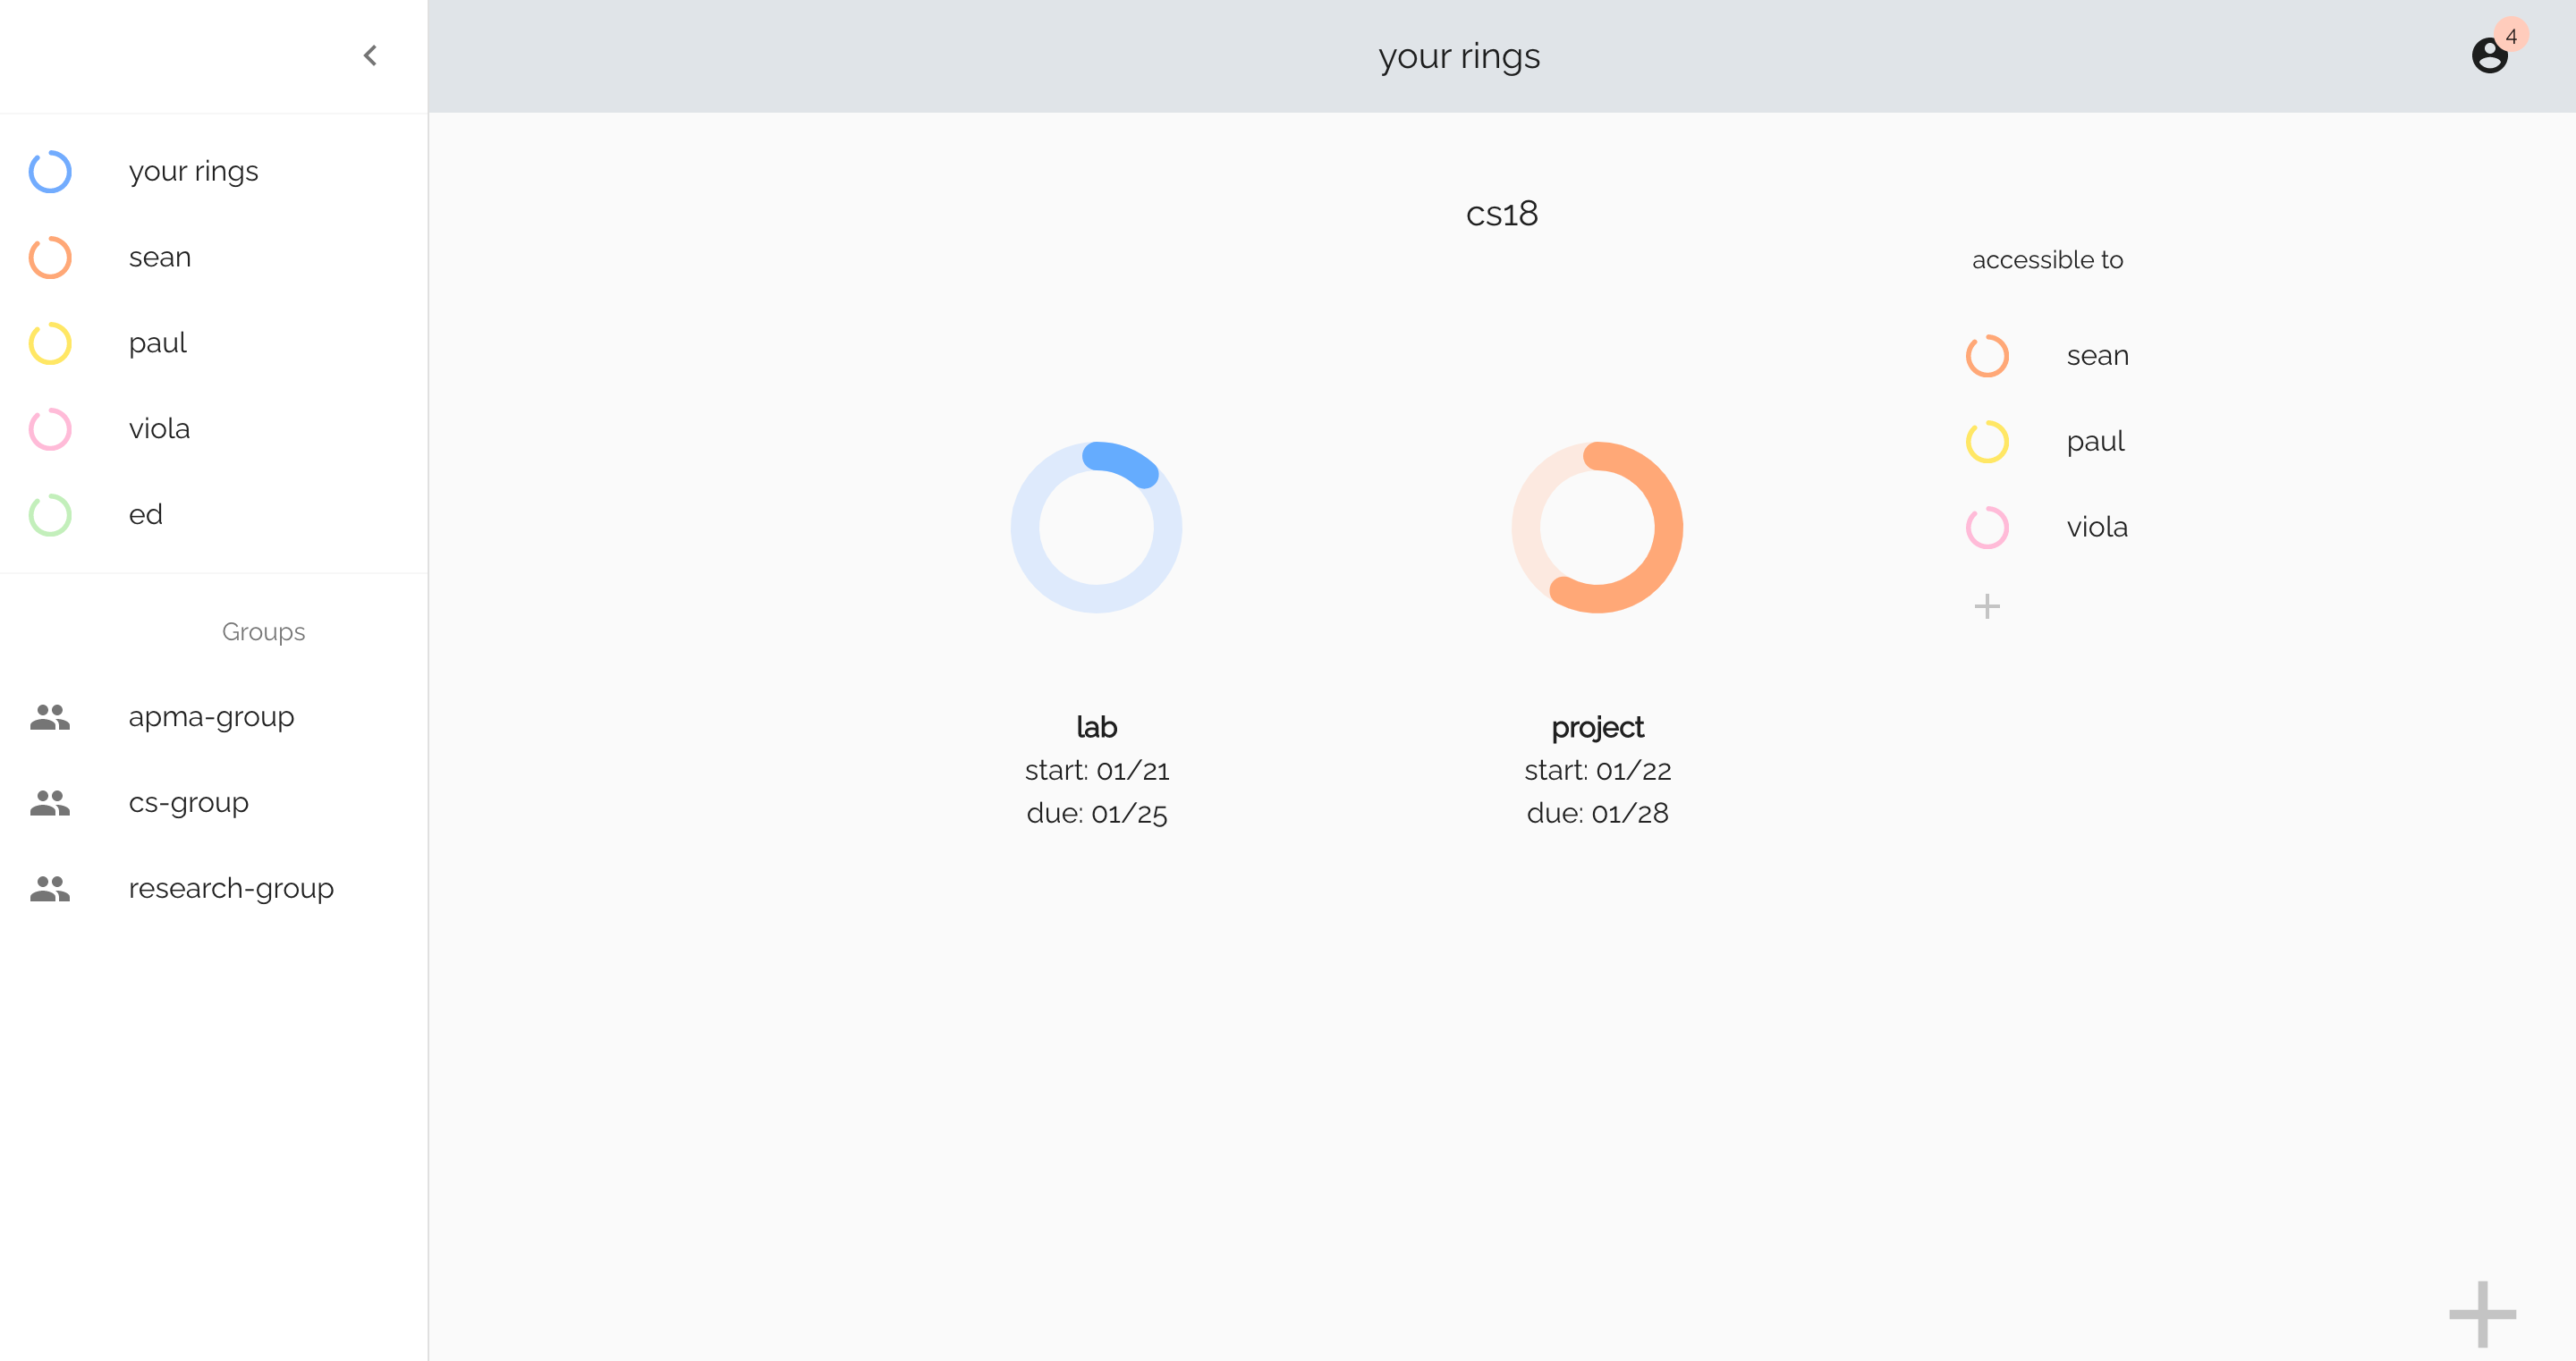 your rings
4
your rings
sean
paul
viola
ed
Groups
apma-group
cs-group
research-group
cs18
lab
start: 01/21
due: 01/25
project
start: 01/22
due: 01/28
accessible to
sean
paul
viola